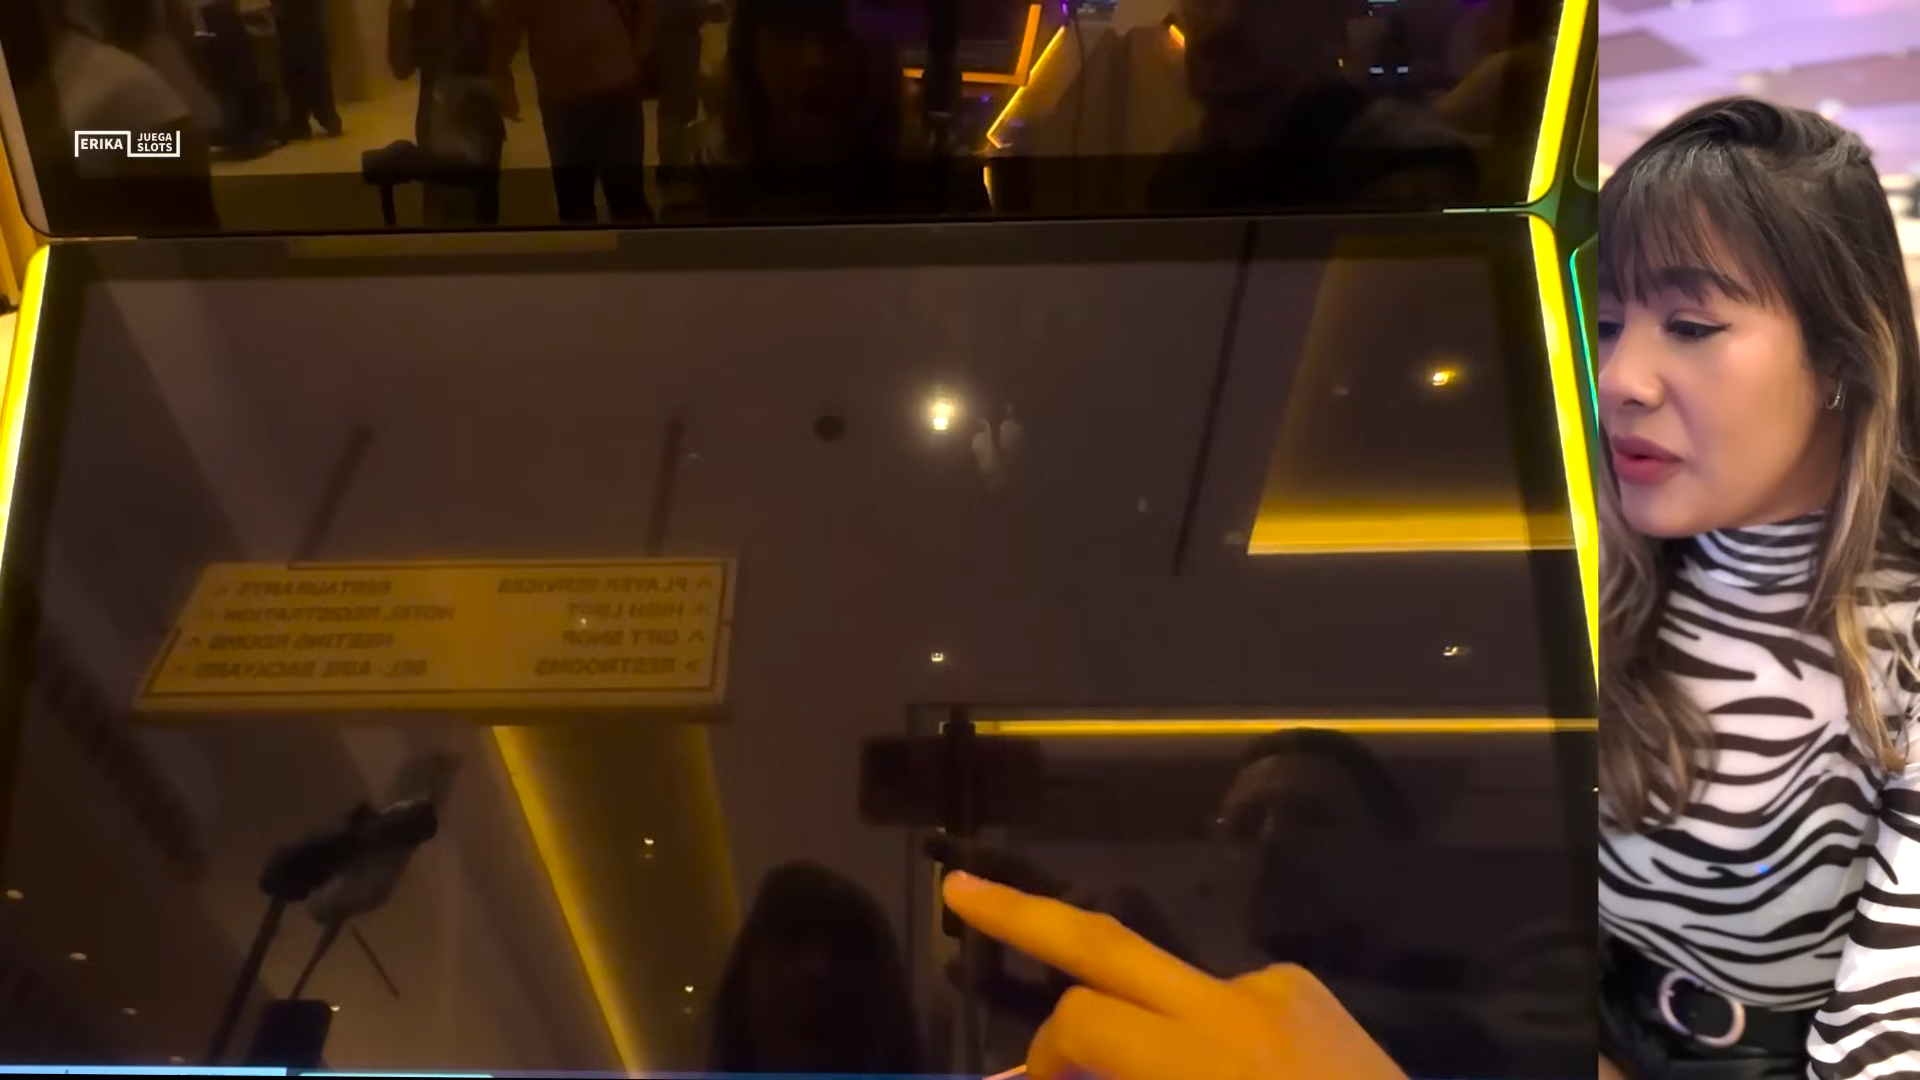 ERIKA JUEGA SLOTS
RESTAURANTS > ^ PLAYER SERVICES
HOTEL REGISTRATION > ^ HIGH LIMIT
MEETING ROOMS > ^ GIFT SHOP
BEL-AIRE BACKYARD > < RESTROOMS